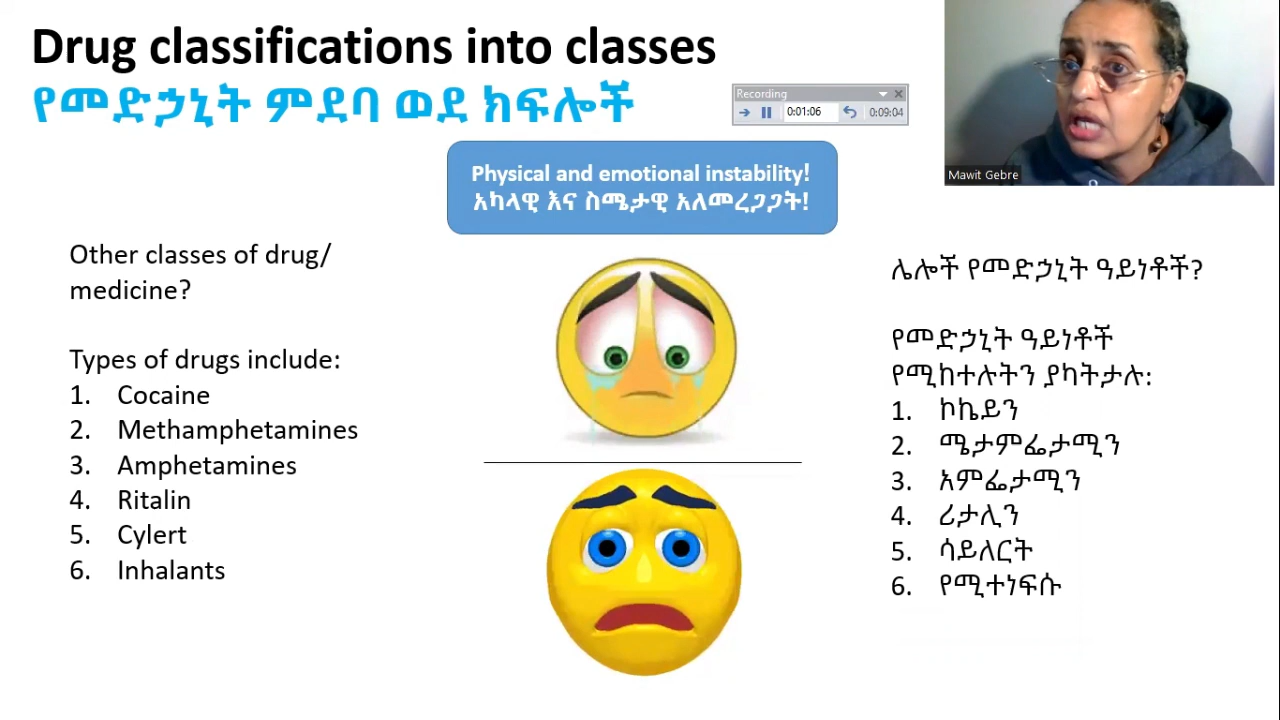 Drug classifications into classes
የመድኃኒት ምደባ ወደ ክፍሎች
Recording
0:01:06
0:09:04
Mawit Gebre
Physical and emotional instability!
አካላዊ እና ስሜታዊ አለመረጋጋት!
Other classes of drug/
medicine?
Types of drugs include:
1. Cocaine
2. Methamphetamines
3. Amphetamines
4. Ritalin
5. Cylert
6. Inhalants
ሌሎች የመድኃኒት ዓይነቶች?
የመድኃኒት ዓይነቶች
የሚከተሉትን ያካትታሉ:
1. ኮኬይን
2. ሜታምፌታሚን
3. አምፌታሚን
4. ሪታሊን
5. ሳይለርት
6. የሚተነፍሱ